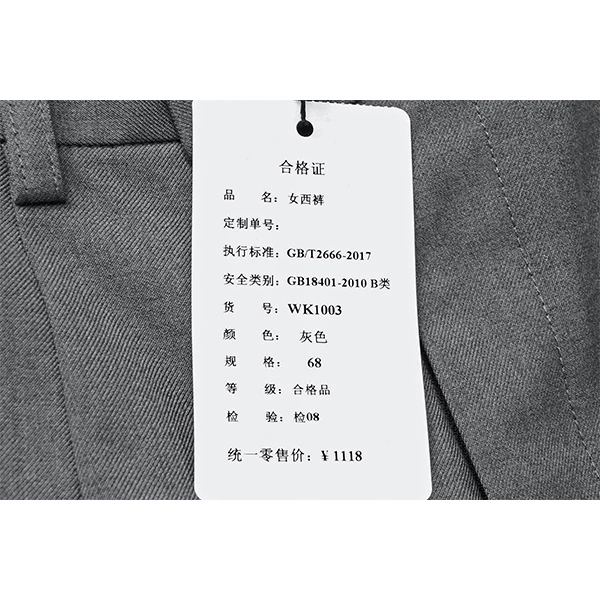 合格证
品 名：女西裤
定制单号：
执行标准：GB/T2666-2017
安全类别：GB18401-2010 B类
货 号：WK1003
颜 色：灰色
规 格：68
等 级：合格品
检 验：检08
统一零售价：¥1118